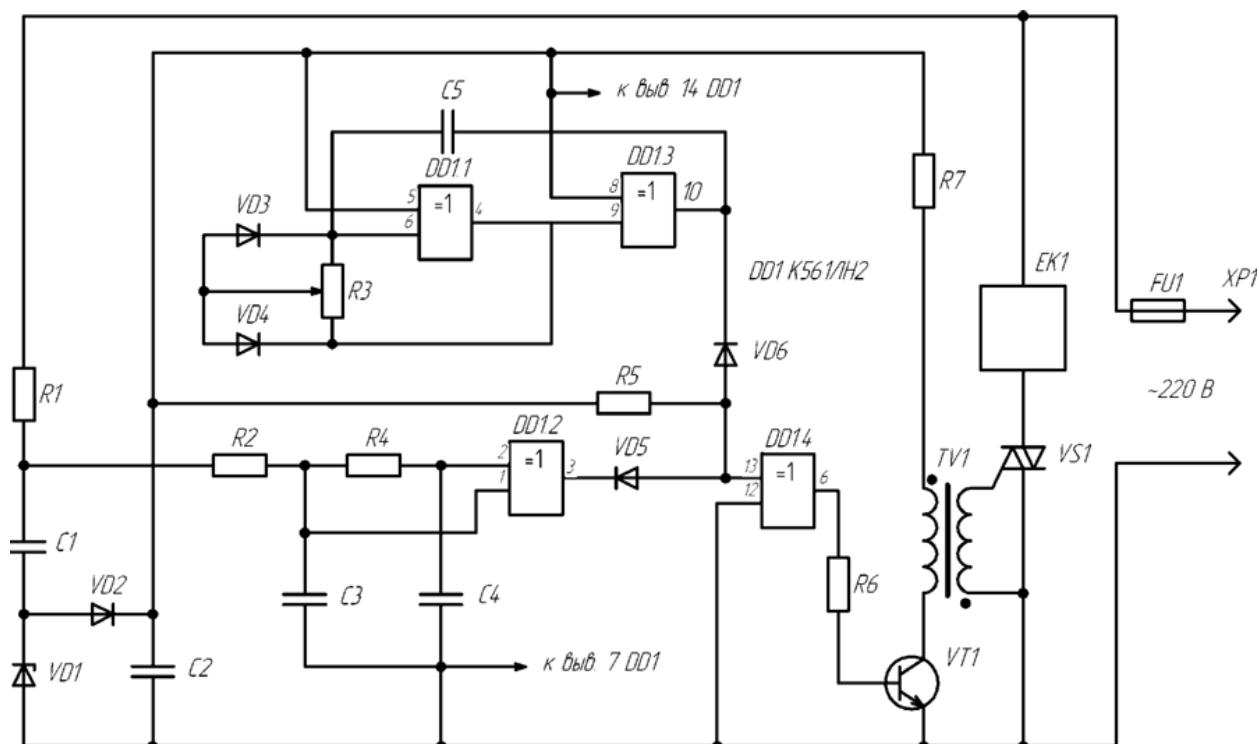 к выв. 14 DD1
C5
DD1.1
DD1.3
R7
VD3
5
=1
4
8
=1
10
6
9
EK1
FU1
XP1
DD1 К561ЛН2
R3
VD4
VD6
R1
R5
~220 В
R2
R4
DD1.2
DD1.4
VD5
TV1
VS1
2
=1
3
13
=1
6
1
12
C1
VD2
C3
C4
R6
VD1
C2
к выв. 7 DD1
VT1